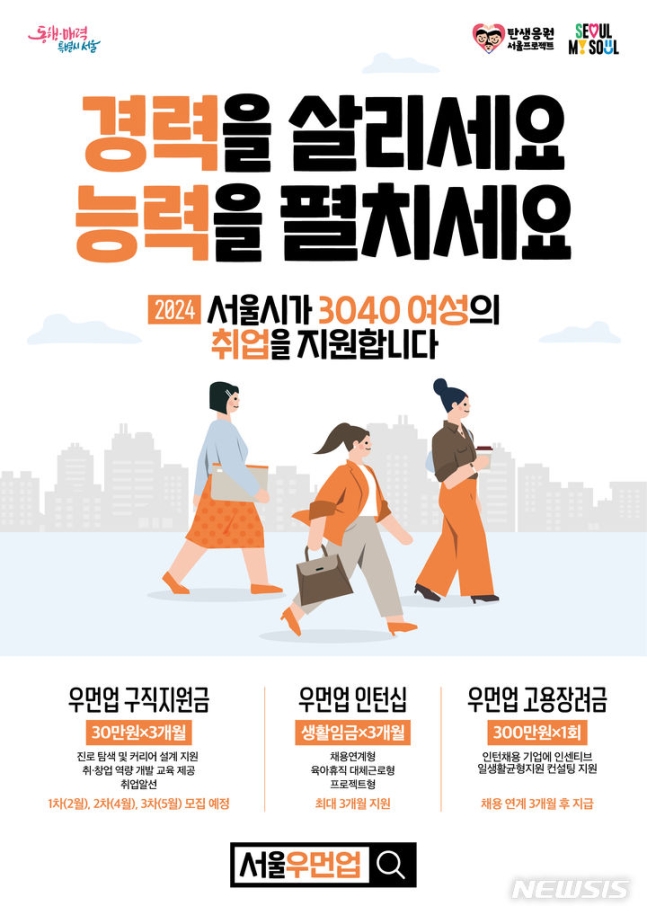 동행·매력
특별시 서울
탄생응원
서울프로젝트
SEOUL
MY SOUL
경력을 살리세요
능력을 펼치세요
2024 서울시가 3040 여성의
취업을 지원합니다
우먼업 구직지원금
30만원×3개월
진로 탐색 및 커리어 설계 지원
취·창업 역량 개발 교육 제공
취업알선
1차(2월), 2차(4월), 3차(5월) 모집 예정
우먼업 인턴십
생활임금×3개월
채용연계형
육아휴직 대체근로형
프로젝트형
최대 3개월 지원
우먼업 고용장려금
300만원×1회
인턴채용 기업에 인센티브
일생활균형지원 컨설팅 지원
채용 연계 3개월 후 지급
서울우먼업
NEWSIS